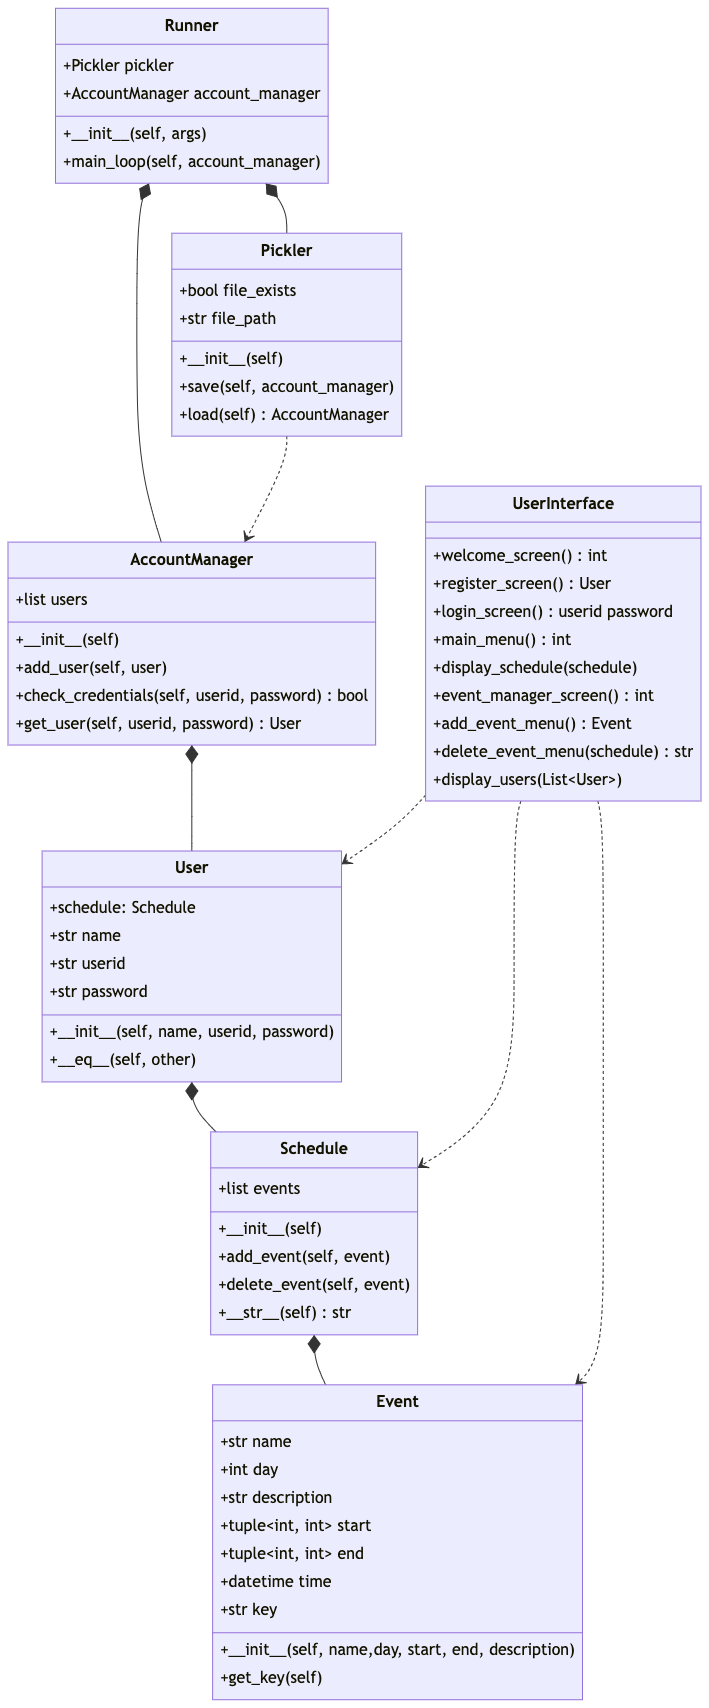 Runner
+Pickler pickler
+AccountManager account_manager
+__init__(self, args)
+main_loop(self, account_manager)
Pickler
+bool file_exists
+str file_path
+__init__(self)
+save(self, account_manager)
+load(self) : AccountManager
UserInterface
+welcome_screen() : int
+register_screen() : User
+login_screen() : userid password
+main_menu() : int
+display_schedule(schedule)
+event_manager_screen() : int
+add_event_menu() : Event
+delete_event_menu(schedule) : str
+display_users(List<User>)
AccountManager
+list users
+__init__(self)
+add_user(self, user)
+check_credentials(self, userid, password) : bool
+get_user(self, userid, password) : User
User
+schedule: Schedule
+str name
+str userid
+str password
+__init__(self, name, userid, password)
+__eq__(self, other)
Schedule
+list events
+__init__(self)
+add_event(self, event)
+delete_event(self, event)
+__str__(self) : str
Event
+str name
+int day
+str description
+tuple<int, int> start
+tuple<int, int> end
+datetime time
+str key
+__init__(self, name,day, start, end, description)
+get_key(self)